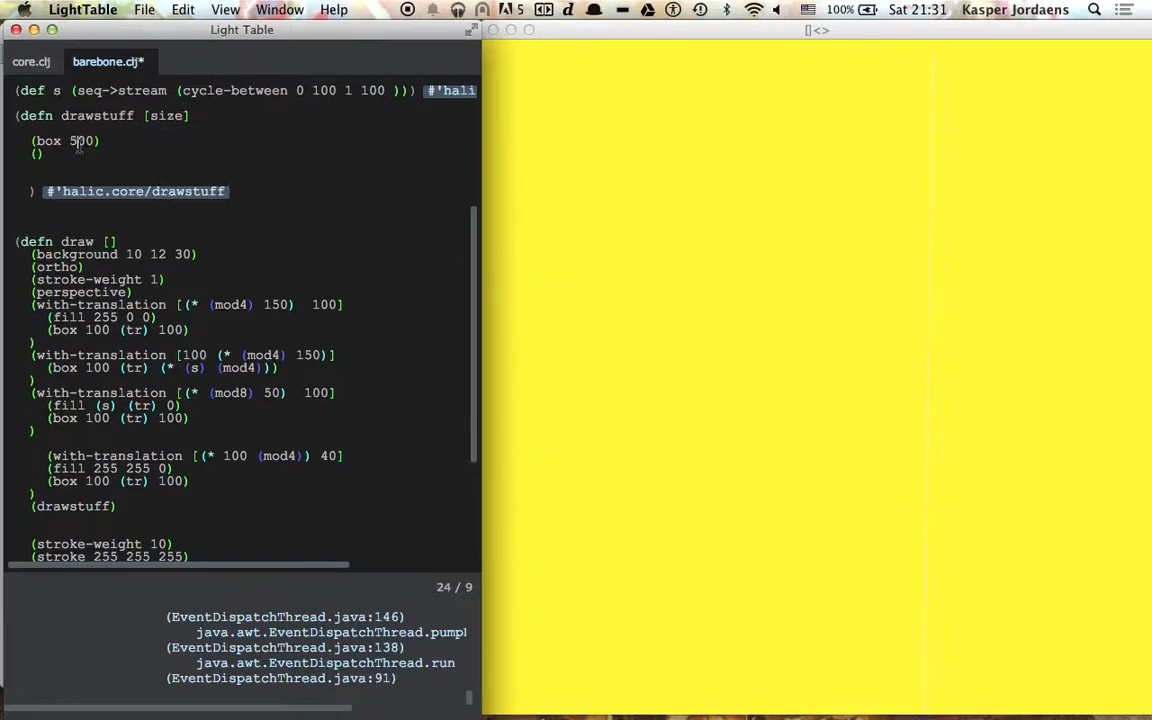 LightTable File Edit View Window Help 5 100% Sat 21:31 Kasper Jordaens
Light Table
[]<>
core.clj barebone.clj*
(def s (seq->stream (cycle-between 0 100 1 100 ))) #'hali
(defn drawstuff [size]
(box 500)
()
) #'halic.core/drawstuff
(defn draw []
(background 10 12 30)
(ortho)
(stroke-weight 1)
(perspective)
(with-translation [(* (mod4) 150) 100]
(fill 255 0 0)
(box 100 (tr) 100)
)
(with-translation [100 (* (mod4) 150)]
(box 100 (tr) (* (s) (mod4)))
)
(with-translation [(* (mod8) 50) 100]
(fill (s) (tr) 0)
(box 100 (tr) 100)
)
(with-translation [(* 100 (mod4)) 40]
(fill 255 255 0)
(box 100 (tr) 100)
)
(drawstuff)
(stroke-weight 10)
(stroke 255 255 255)
24 / 9
(EventDispatchThread.java:146)
java.awt.EventDispatchThread.pump
(EventDispatchThread.java:138)
java.awt.EventDispatchThread.run
(EventDispatchThread.java:91)